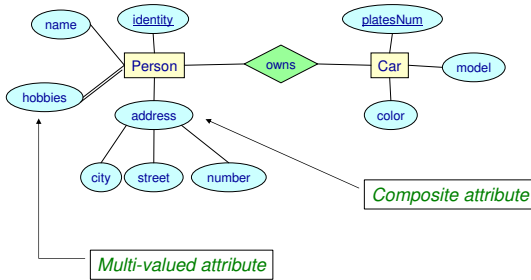 identity
platesNum
name
Person
owns
Car
model
hobbies
address
color
city
street
number
Composite attribute
Multi-valued attribute